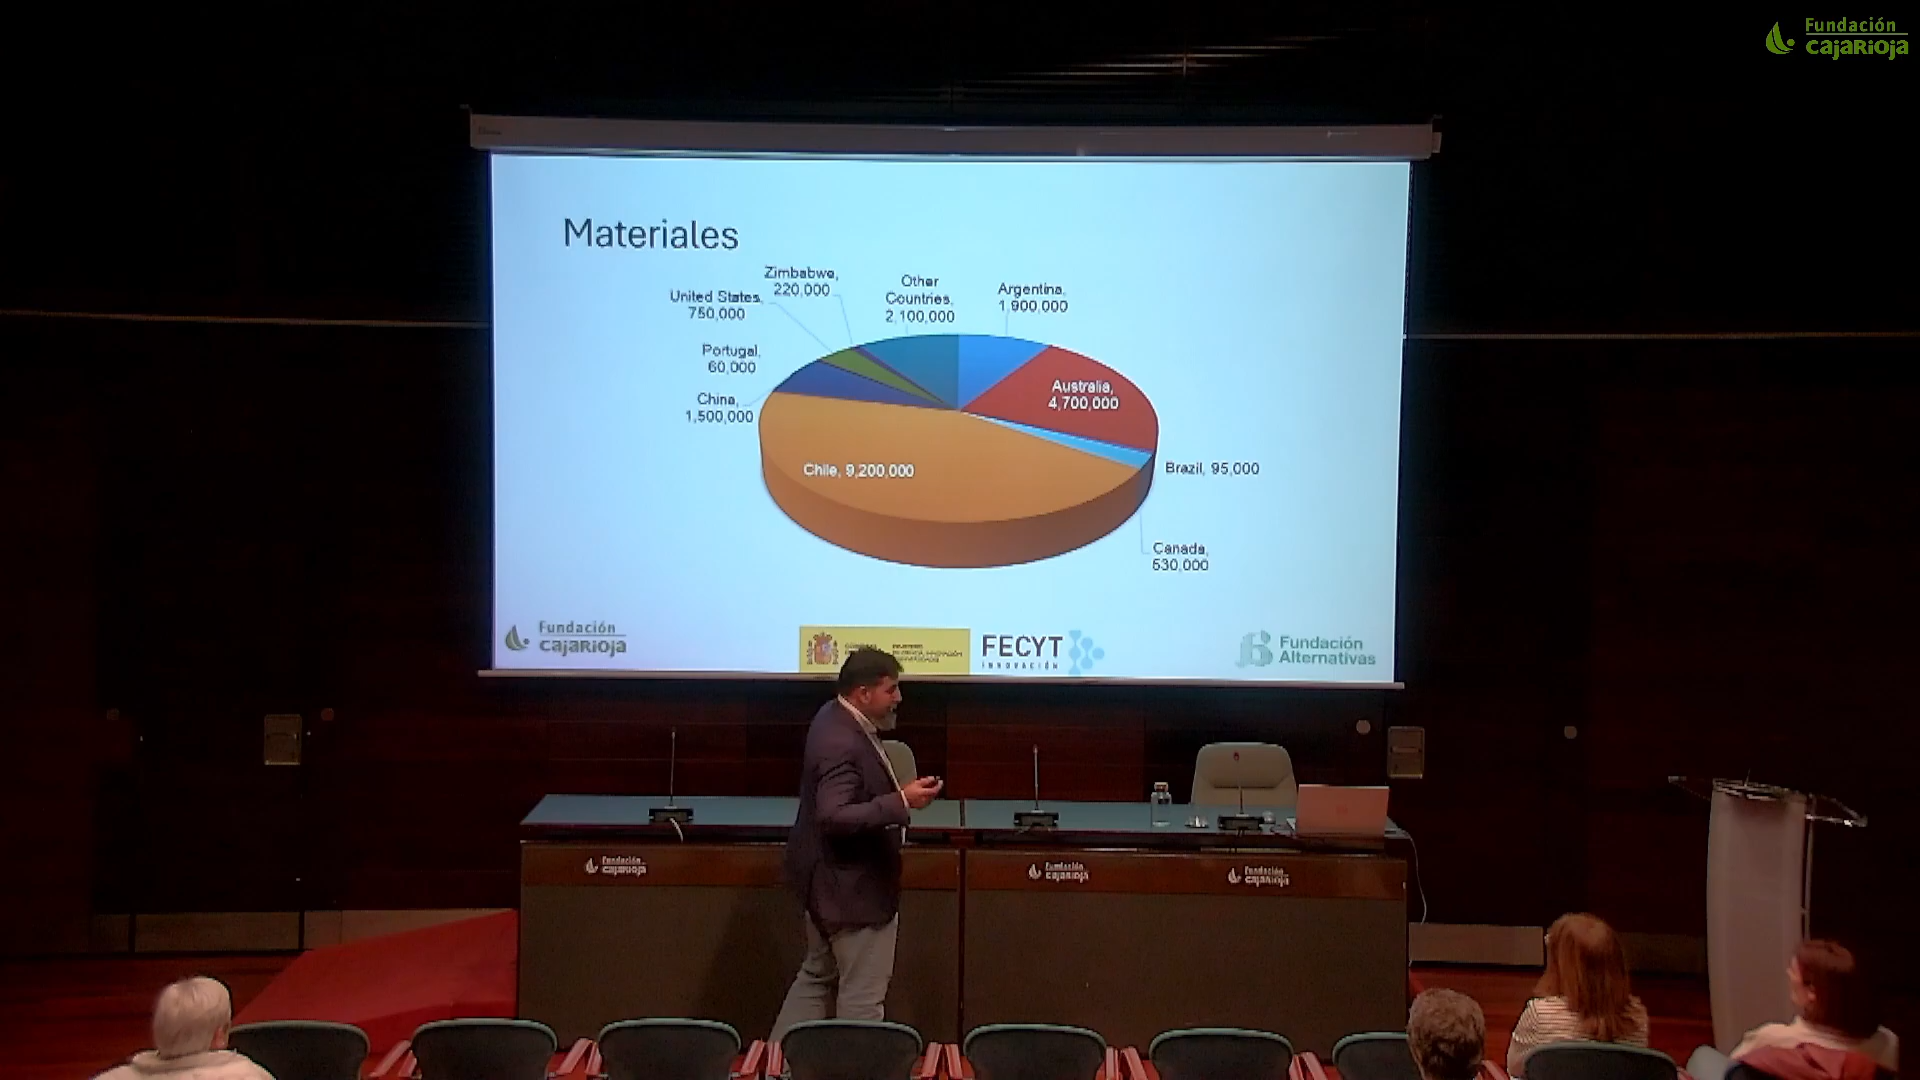 Fundación
CAJARIOJA
Materiales
Zimbabwe,
220,000
Other
Countries,
2,100,000
Argentina,
1,900,000
United States,
750,000
Portugal,
60,000
Australia,
4,700,000
China,
1,500,000
Chile, 9,200,000
Brazil, 95,000
Canada,
530,000
Fundación
CAJARIOJA
FECYT
INNOVACIÓN
Fundación
Alternativas
Fundación
CAJARIOJA
Fundación
CAJARIOJA
Fundación
CAJARIOJA